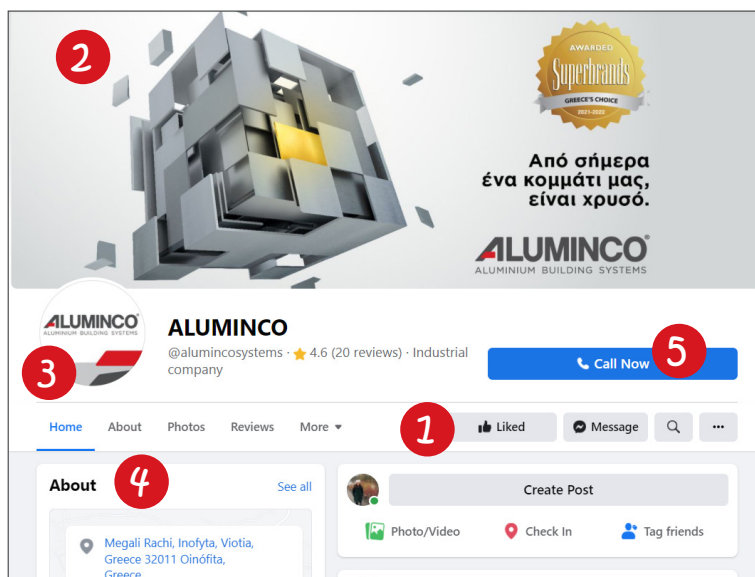 2
AWARDED
Superbrands
GREECE'S CHOICE
2021-2022
Από σήμερα
ένα κομμάτι μας,
είναι χρυσό.
ALUMINCO®
ALUMINIUM BUILDING SYSTEMS
ALUMINCO
ALUMINIUM BUILDING SYSTEMS
3
ALUMINCO
@alumincosystems · 4.6 (20 reviews) · Industrial
company
Call Now
5
Home About Photos Reviews More
1
Liked Message
About
4
See all
Create Post
Photo/Video Check In Tag friends
Megali Rachi, Inofyta, Viotia,
Greece 32011 Oinófita,
Greece